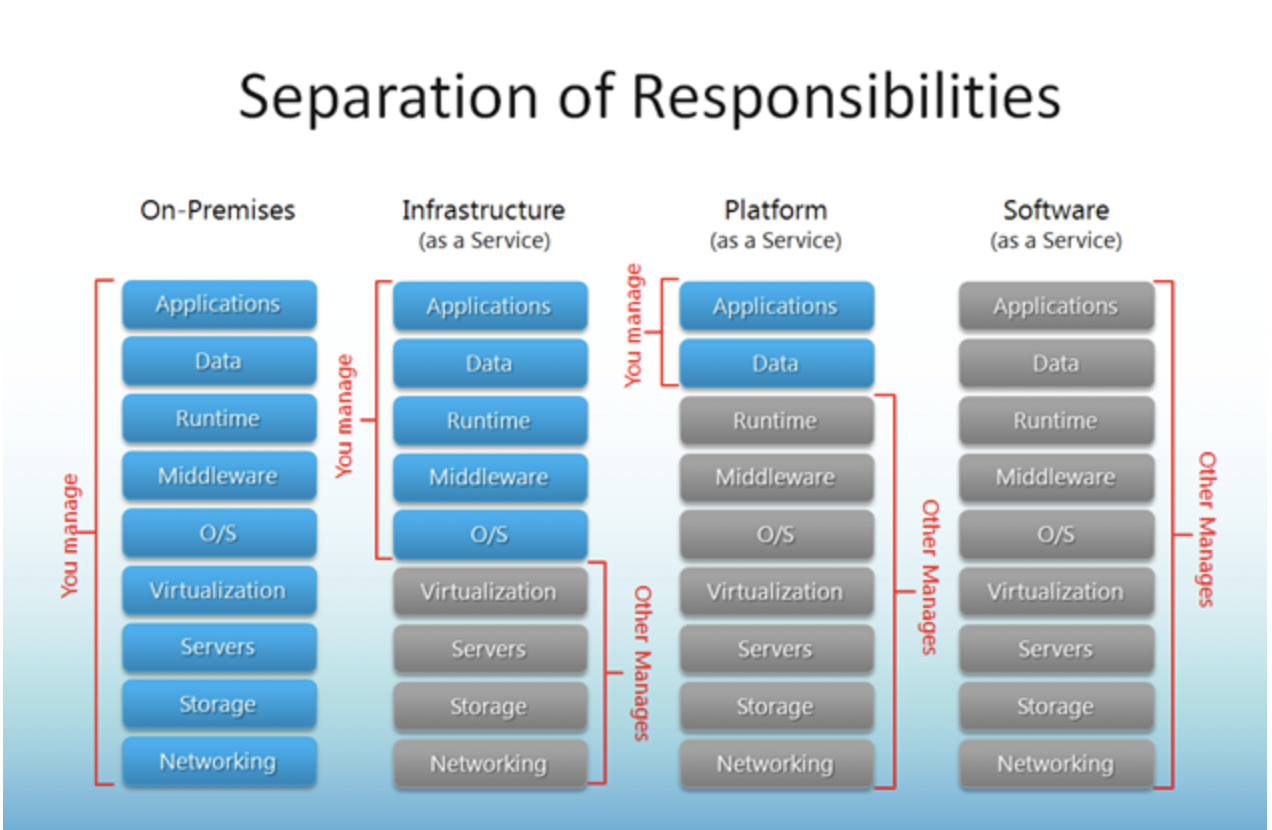 Separation of Responsibilities
On-Premises
Applications
Data
Runtime
Middleware
O/S
Virtualization
Servers
Storage
Networking
You manage
Infrastructure
(as a Service)
Applications
Data
Runtime
Middleware
O/S
Virtualization
Servers
Storage
Networking
You manage
Other Manages
Platform
(as a Service)
Applications
Data
Runtime
Middleware
O/S
Virtualization
Servers
Storage
Networking
You manage
Other Manages
Software
(as a Service)
Applications
Data
Runtime
Middleware
O/S
Virtualization
Servers
Storage
Networking
Other Manages